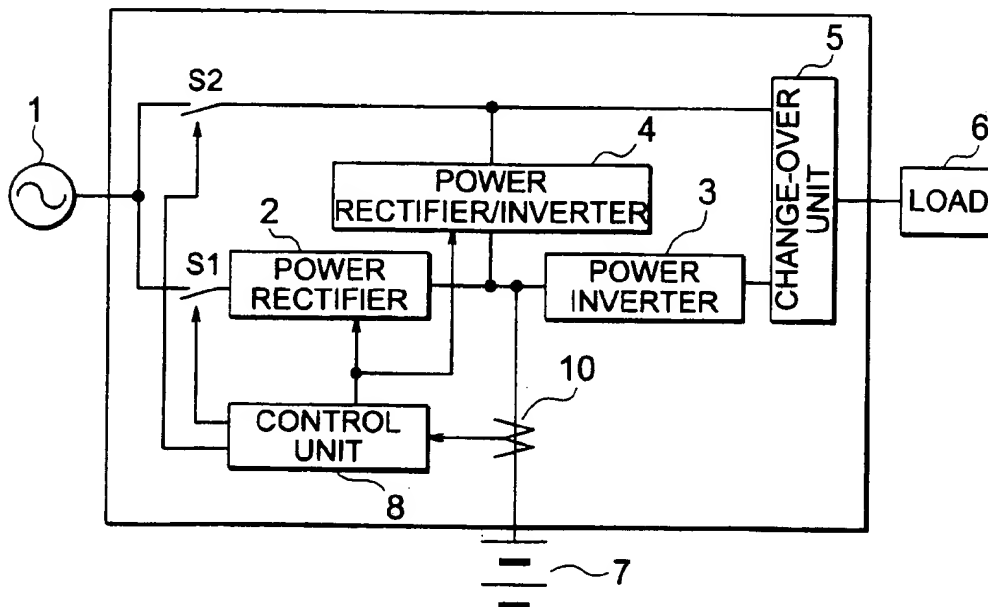 5
S2
1
4
6
POWER
RECTIFIER/INVERTER
CHANGE-OVER
UNIT
LOAD
2
3
S1
POWER
RECTIFIER
POWER
INVERTER
10
CONTROL
UNIT
8
7